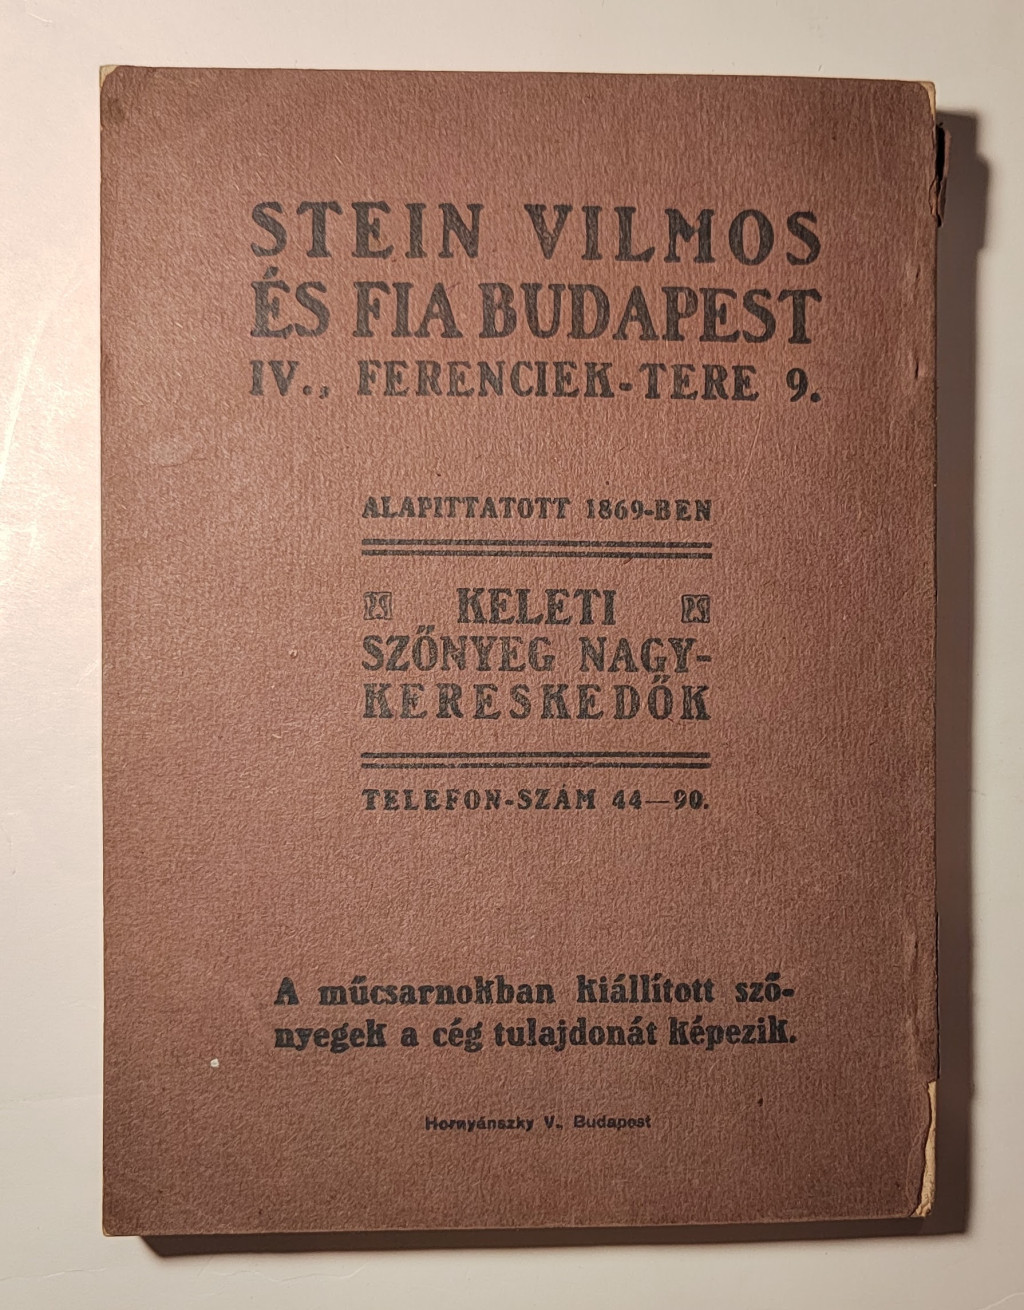 STEIN VILMOS
ÉS FIA BUDAPEST
IV., FERENCIEK-TERE 9.
ALAPITTATOTT 1869-BEN
KELETI
SZŐNYEG NAGY-
KERESKEDŐK
TELEFON-SZÁM 44—90.
A műcsarnokban kiállított sző-
nyegek a cég tulajdonát képezik.
Hornyánszky V., Budapest